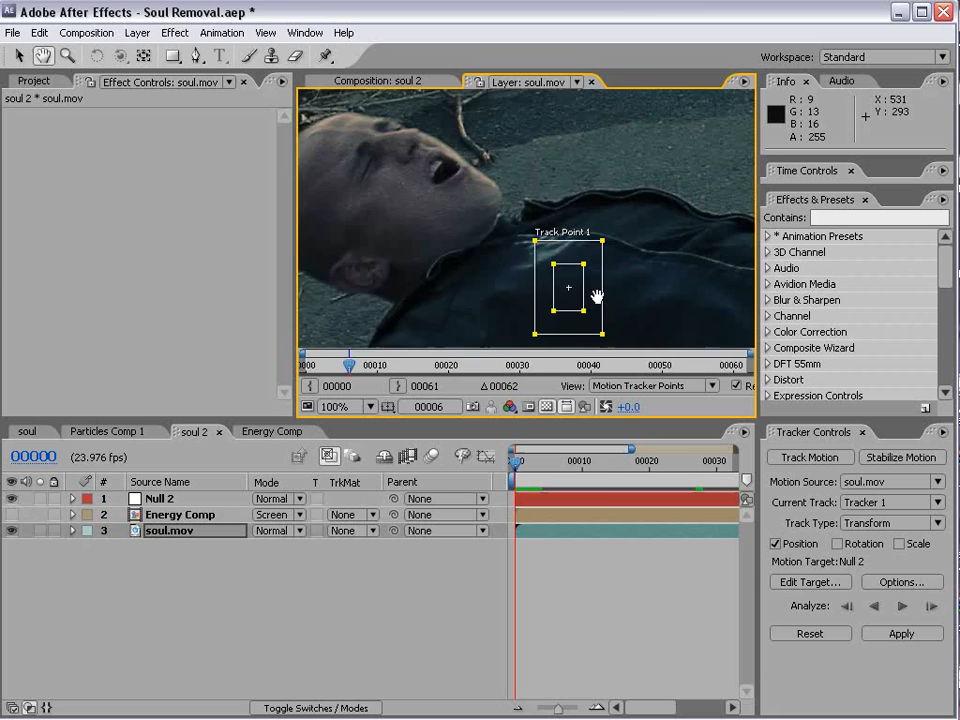 Adobe After Effects - Soul Removal.aep *
File Edit Composition Layer Effect Animation View Window Help
Workspace: Standard
Project Effect Controls: soul.mov
soul 2 * soul.mov
Composition: soul 2 Layer: soul.mov
Info Audio
R: 9
G: 13
B: 16
A: 255
X: 531
Y: 293
Time Controls
Effects & Presets
Contains:
* Animation Presets
3D Channel
Audio
Avidion Media
Blur & Sharpen
Channel
Color Correction
Composite Wizard
DFT 55mm
Distort
Expression Controls
Track Point 1
0000 00010 00020 00030 00040 00050 00060
00000 00061 Δ00062 View: Motion Tracker Points Re
100% 00006 +0.0
soul Particles Comp 1 soul 2 Energy Comp
00000 (23.976 fps)
00010 00020 00030
# Source Name Mode T TrkMat Parent
1 Null 2 Normal None
2 Energy Comp Screen None None
3 soul.mov Normal None None
Toggle Switches / Modes
Tracker Controls
Track Motion Stabilize Motion
Motion Source: soul.mov
Current Track: Tracker 1
Track Type: Transform
Position Rotation Scale
Motion Target:Null 2
Edit Target... Options...
Analyze:
Reset Apply